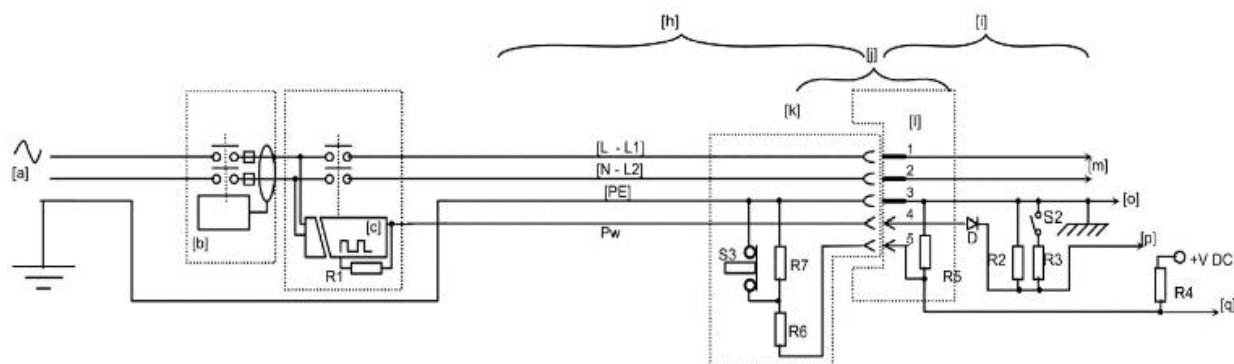 [h]
[i]
[j]
[k]
[l]
[a]
[L - L1]
1
[N - L2]
2
[m]
[PE]
3
[o]
[b]
[c]
Pw
4
D
S2
[p]
+V DC
R1
S3
R7
5
R5
R2
R3
R4
R6
[q]